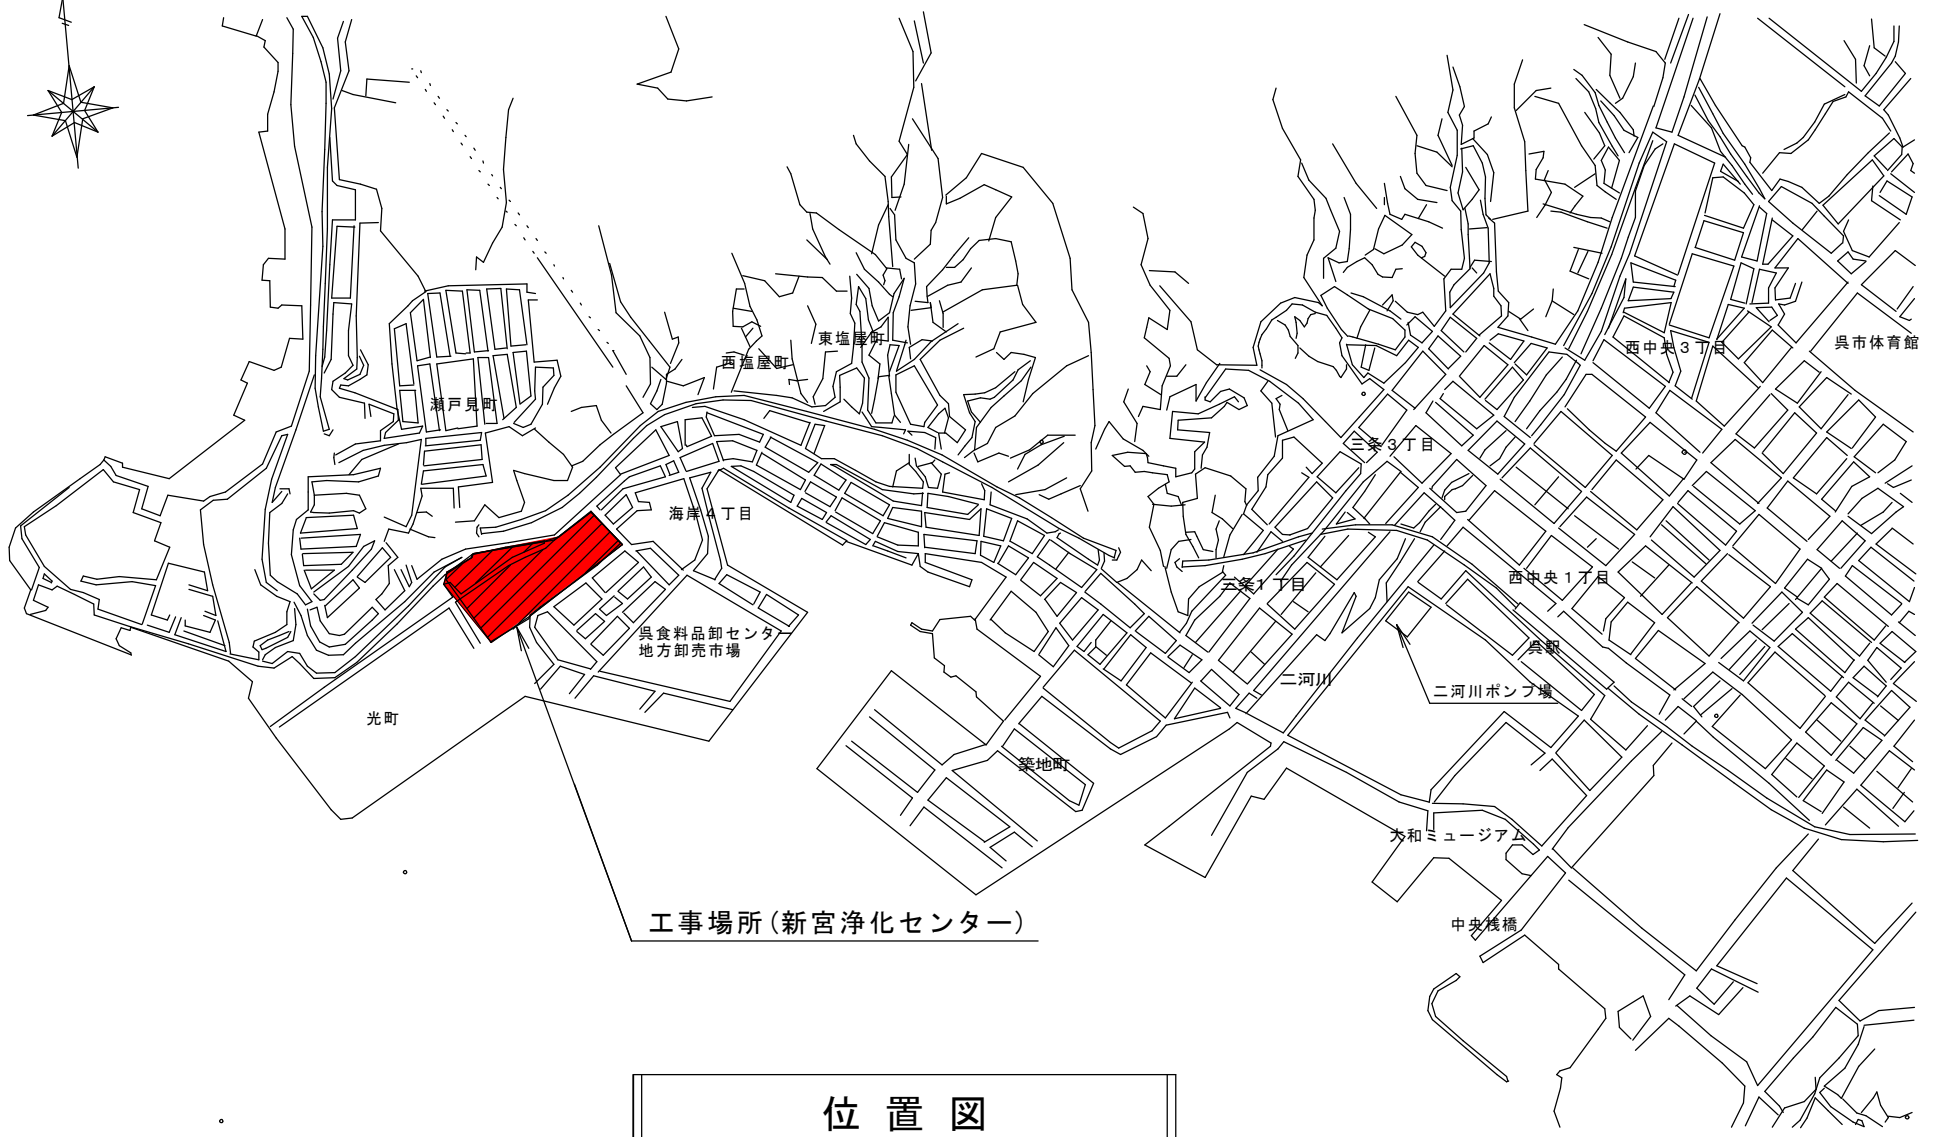 東塩屋町
西塩屋町
西中央３丁目
呉市体育館
瀬戸見町
三条３丁目
海岸４丁目
西中央１丁目
三条１丁目
呉食料品卸センター
地方卸売市場
呉駅
二河川
二河川ポンプ場
光町
築地町
大和ミュージアム
工事場所(新宮浄化センター)
中央桟橋
位置図